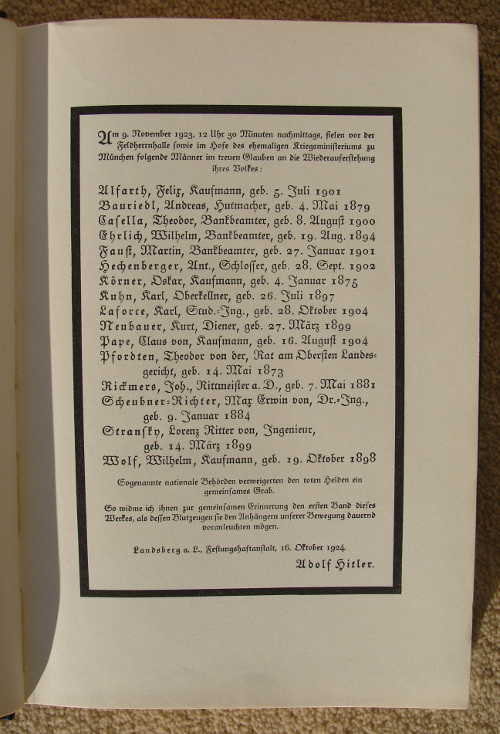 Am 9. November 1923, 12 Uhr 30 Minuten nachmittags, fielen vor der
Feldherrnhalle sowie im Hofe des ehemaligen Kriegsministeriums zu
München folgende Männer im treuen Glauben an die Wiederauferstehung
ihres Volkes:
Alfarth, Felix, Kaufmann, geb. 5. Juli 1901
Bauriedl, Andreas, Hutmacher, geb. 4. Mai 1879
Casella, Theodor, Bankbeamter, geb. 8. August 1900
Ehrlich, Wilhelm, Bankbeamter, geb. 19. Aug. 1894
Faust, Martin, Bankbeamter, geb. 27. Januar 1901
Hechenberger, Ant., Schlosser, geb. 28. Sept. 1902
Körner, Oskar, Kaufmann, geb. 4. Januar 1875
Kuhn, Karl, Oberkellner, geb. 26. Juli 1897
Laforce, Karl, Stud.-Ing., geb. 28. Oktober 1904
Neubauer, Kurt, Diener, geb. 27. März 1899
Pape, Claus von, Kaufmann, geb. 16. August 1904
Pfordten, Theodor von der, Rat am Obersten Landes-
gericht, geb. 14. Mai 1873
Rickmers, Joh., Rittmeister a. D., geb. 7. Mai 1881
Scheubner-Richter, Max Erwin von, Dr.-Ing.,
geb. 9. Januar 1884
Stransky, Lorenz Ritter von, Ingenieur,
geb. 14. März 1899
Wolf, Wilhelm, Kaufmann, geb. 19. Oktober 1898
Sogenannte nationale Behörden verweigerten den toten Helden ein
gemeinsames Grab.
So widme ich ihnen zur gemeinsamen Erinnerung den ersten Band dieses
Werkes, als dessen Blutzeugen sie den Anhängern unserer Bewegung dauernd
voranleuchten mögen.
Landsberg a. L., Festungshaftanstalt, 16. Oktober 1924.
Adolf Hitler.